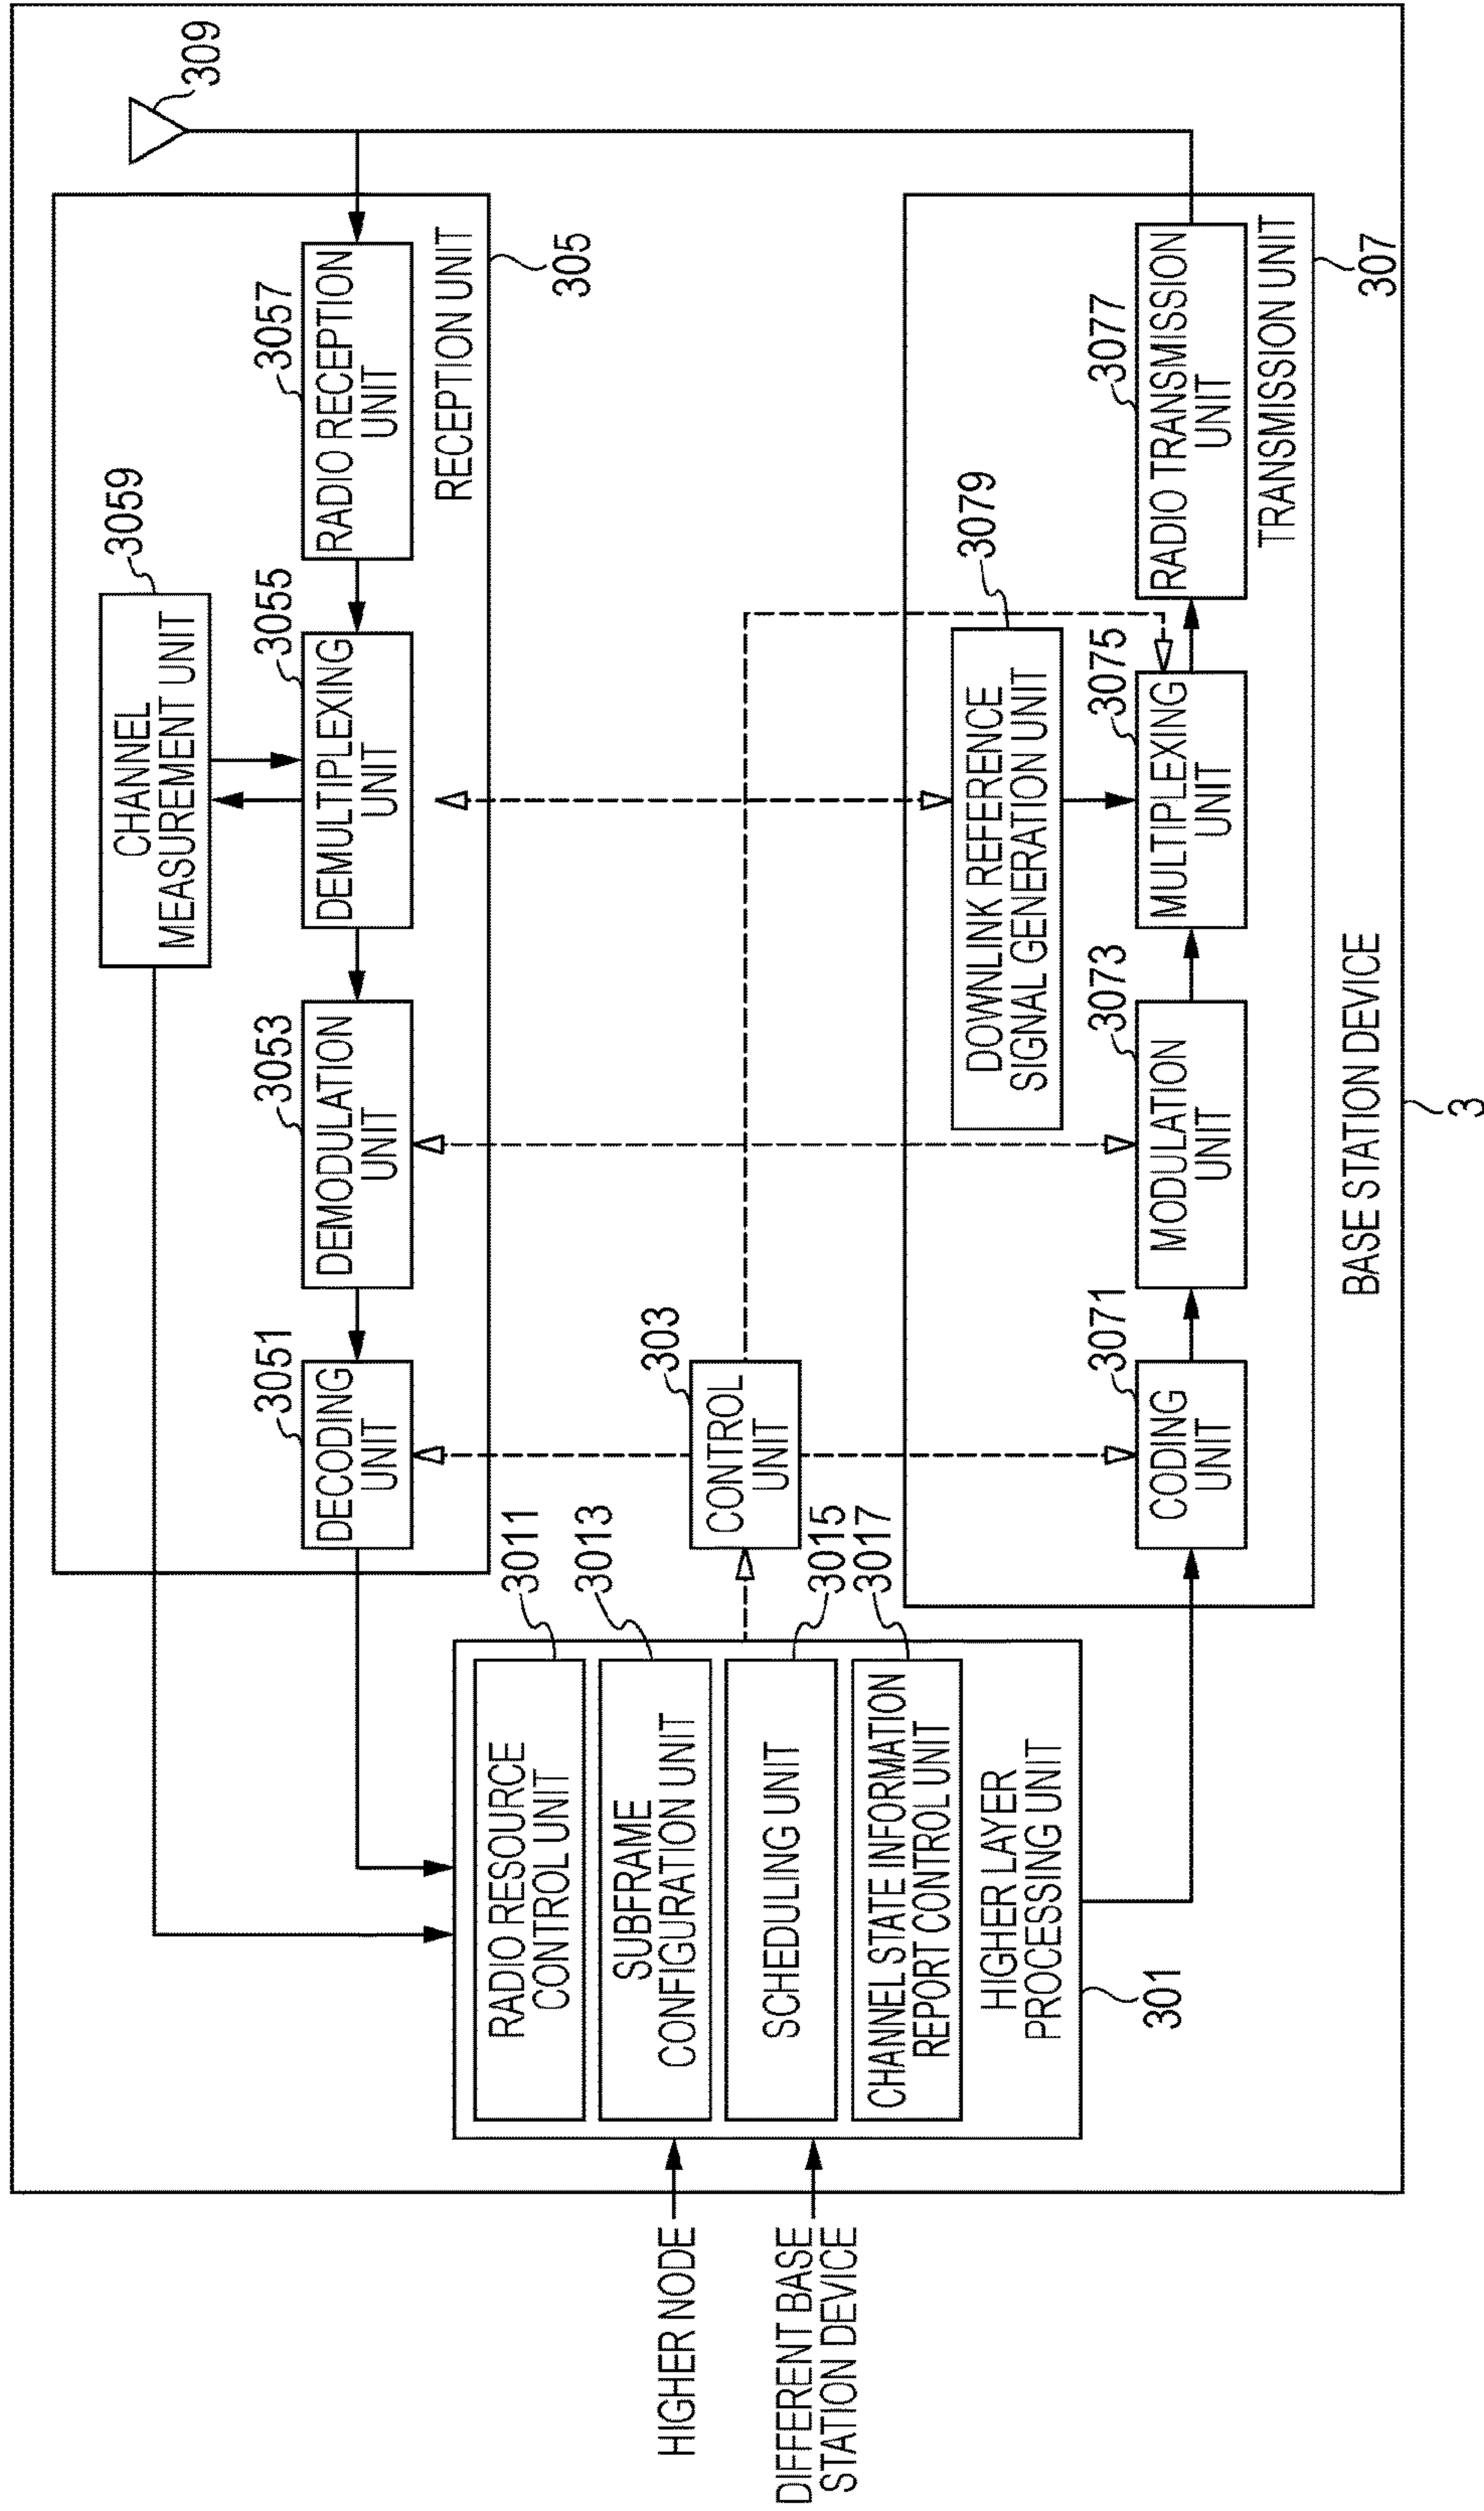 309
3059
CHANNEL
MEASUREMENT UNIT
3051
DECODING
UNIT
3053
DEMODULATION
UNIT
3055
DEMULTIPLEXING
UNIT
3057
RADIO RECEPTION
UNIT
RECEPTION UNIT
305
HIGHER NODE
DIFFERENT BASE
STATION DEVICE
3011
RADIO RESOURCE
CONTROL UNIT
3013
SUBFRAME
CONFIGURATION UNIT
3015
SCHEDULING UNIT
3017
CHANNEL STATE INFORMATION
REPORT CONTROL UNIT
HIGHER LAYER
PROCESSING UNIT
301
303
CONTROL
UNIT
3079
DOWNLINK REFERENCE
SIGNAL GENERATION UNIT
3071
CODING
UNIT
3073
MODULATION
UNIT
3075
MULTIPLEXING
UNIT
3077
RADIO TRANSMISSION
UNIT
TRANSMISSION UNIT
307
BASE STATION DEVICE
3